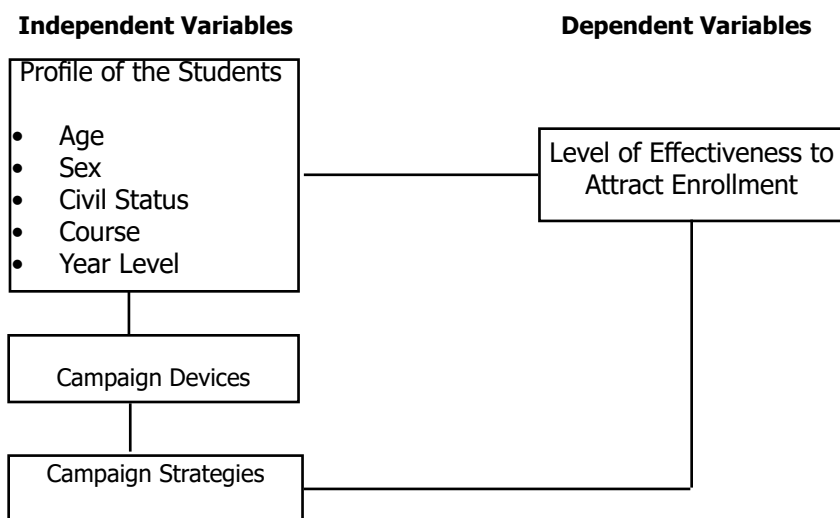 Independent Variables
Dependent Variables
Profile of the Students
• Age
• Sex
• Civil Status
• Course
• Year Level
Level of Effectiveness to
Attract Enrollment
Campaign Devices
Campaign Strategies